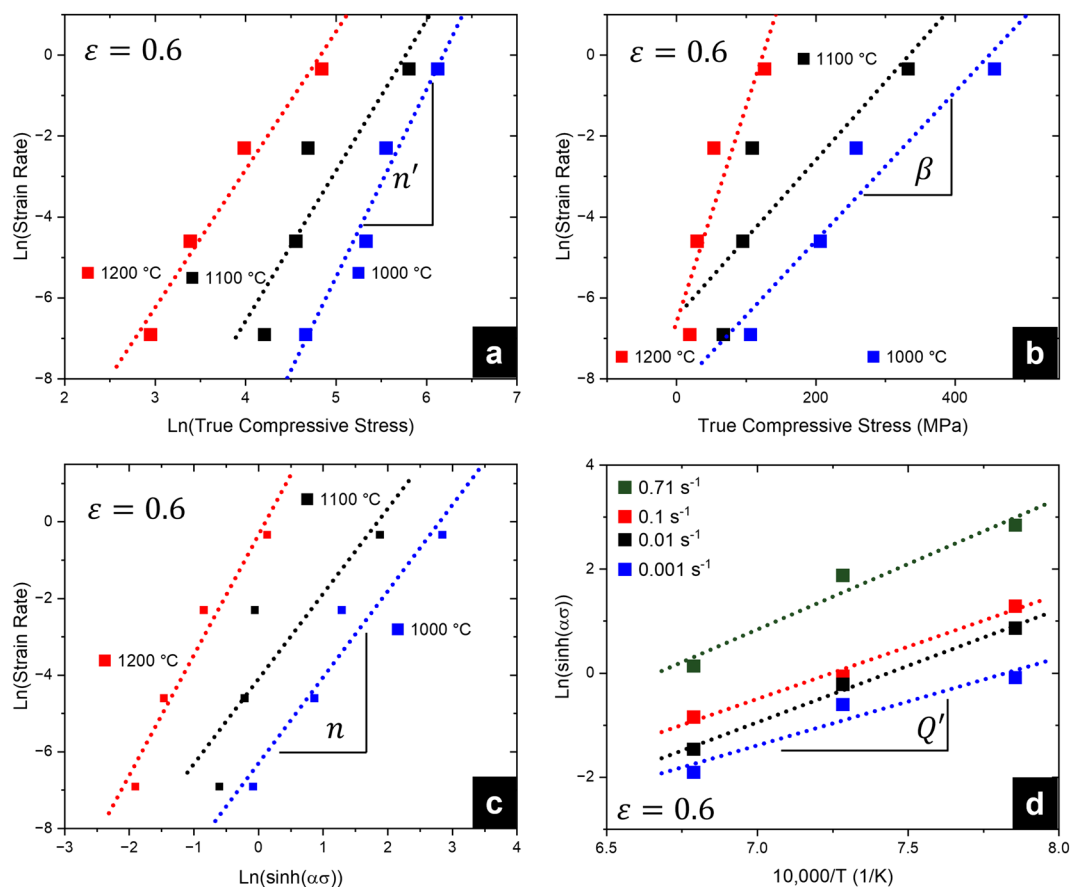 ε = 0.6
0
−2
−4
−6
−8
Ln(Strain Rate)
n′
1200 °C
1100 °C
1000 °C
a
2
3
4
5
6
7
Ln(True Compressive Stress)
ε = 0.6
1100 °C
0
−2
−4
−6
−8
Ln(Strain Rate)
β
1200 °C
1000 °C
b
0
200
400
True Compressive Stress (MPa)
ε = 0.6
1100 °C
2
0
−2
−4
−6
−8
Ln(Strain Rate)
1000 °C
1200 °C
n
c
−3
−2
−1
0
1
2
3
4
Ln(sinh(ασ))
4
2
0
−2
Ln(sinh(ασ))
0.71 s-1
0.1 s-1
0.01 s-1
0.001 s-1
Q′
ε = 0.6
d
6.5
7.0
7.5
8.0
10,000/T (1/K)